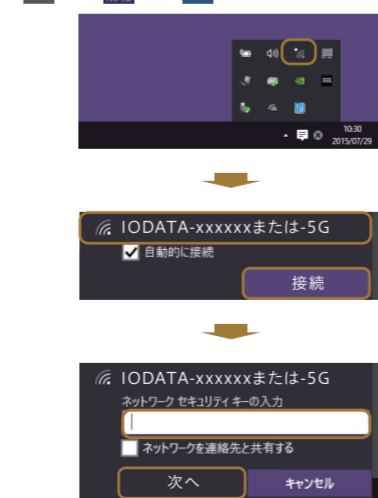 10:30
2015/07/29
IODATA-xxxxxxまたは-5G
自動的に接続
接続
IODATA-xxxxxxまたは-5G
ネットワーク セキュリティ キーの入力
ネットワークを連絡先と共有する
次へ
キャンセル